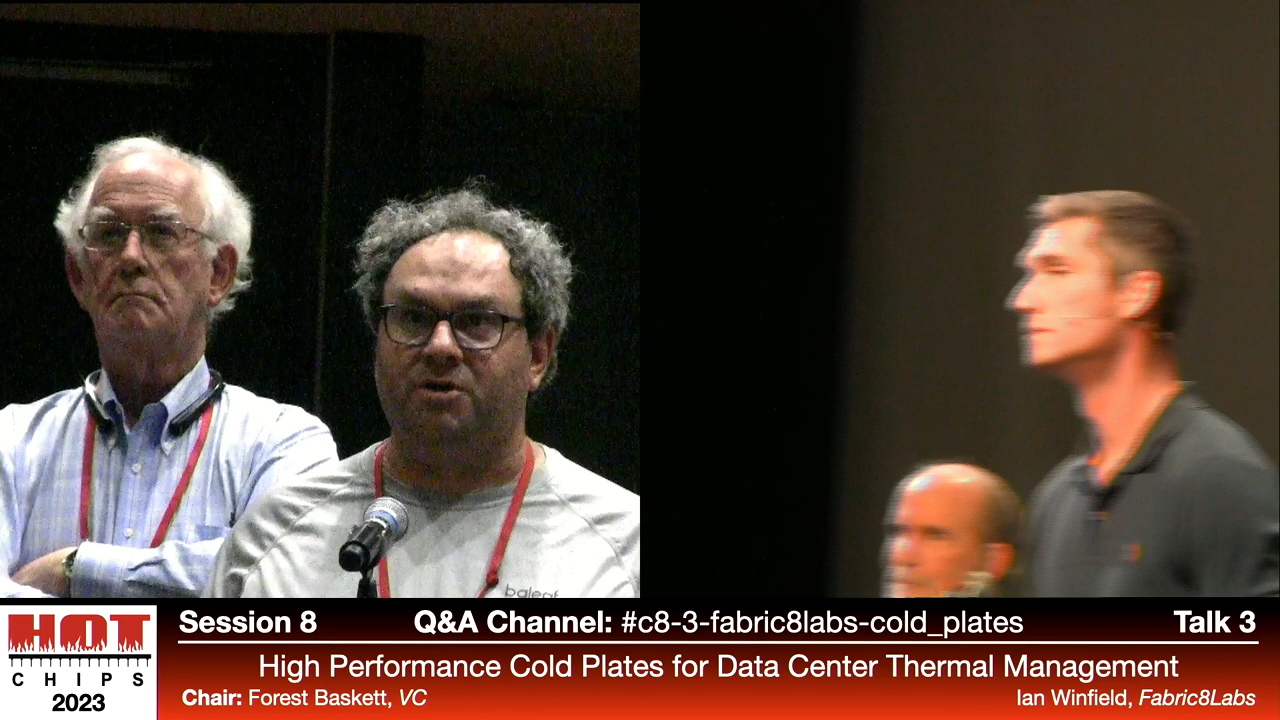 balea
HOT
CHIPS
2023
Session 8
Q&A Channel: #c8-3-fabric8labs-cold_plates
Talk 3
High Performance Cold Plates for Data Center Thermal Management
Chair: Forest Baskett, VC
Ian Winfield, Fabric8Labs